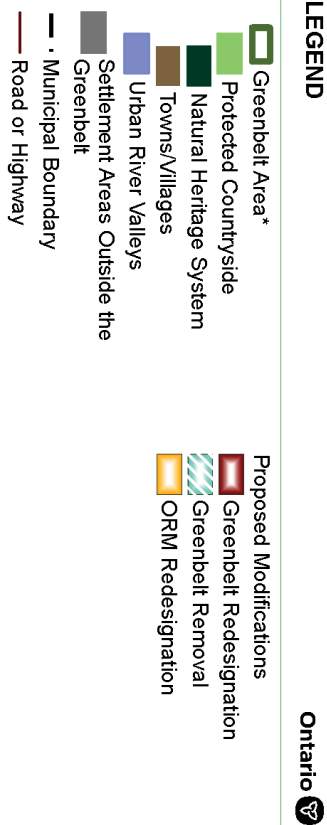 LEGEND
Ontario
Greenbelt Area*
Protected Countryside
Natural Heritage System
Towns/Villages
Urban River Valleys
Settlement Areas Outside the
Greenbelt
Municipal Boundary
Road or Highway
Proposed Modifications
Greenbelt Redesignation
Greenbelt Removal
ORM Redesignation